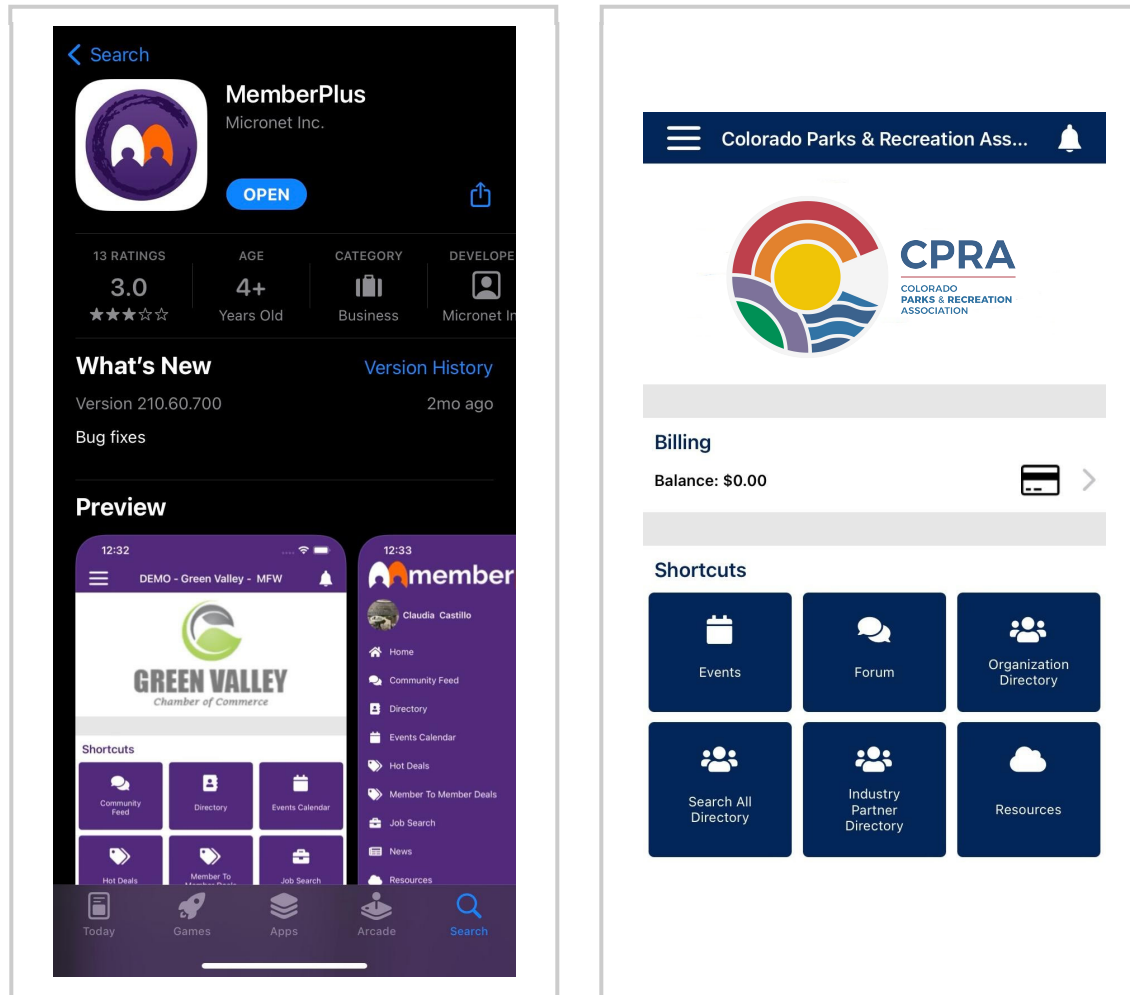 Search
MemberPlus
Micronet Inc.
OPEN
13 RATINGS
AGE
CATEGORY
DEVELOPE
3.0
4+
Years Old
Business
Micronet In
What's New
Version History
Version 210.60.700
2mo ago
Bug fixes
Preview
12:32
DEMO - Green Valley - MFW
GREEN VALLEY
Chamber of Commerce
Shortcuts
Community
Feed
Directory
Events Calendar
Hot Deals
Member To
Member Deals
Job Search
12:33
member
Claudia Castillo
Home
Community Feed
Directory
Events Calendar
Hot Deals
Member To Member Deals
Job Search
News
Resources
Today
Games
Apps
Arcade
Search
Colorado Parks & Recreation Ass...
CPRA
COLORADO
PARKS & RECREATION
ASSOCIATION
Billing
Balance: $0.00
Shortcuts
Events
Forum
Organization
Directory
Search All
Directory
Industry
Partner
Directory
Resources